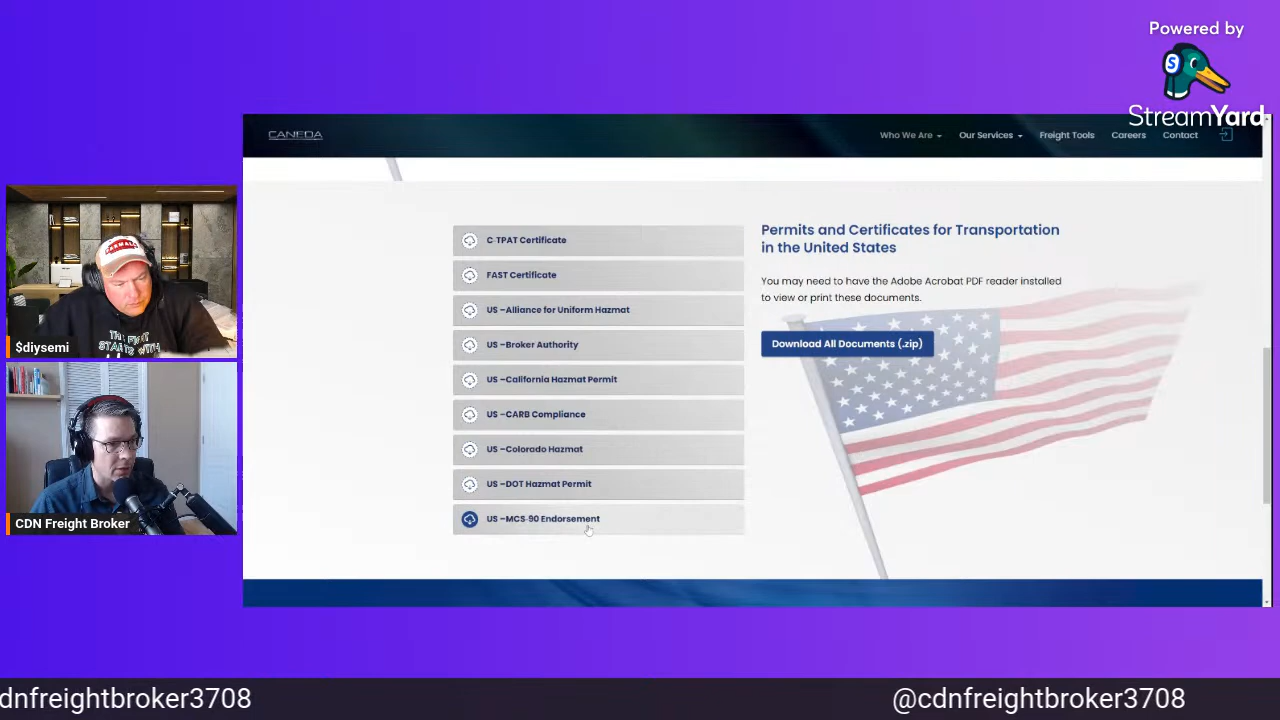 Powered by
S
StreamYard
CANEDA
Who We Are
Our Services
Freight Tools
Careers
Contact
C-TPAT Certificate
FAST Certificate
US –Alliance for Uniform Hazmat
US –Broker Authority
US –California Hazmat Permit
US –CARB Compliance
US –Colorado Hazmat
US –DOT Hazmat Permit
US –MCS-90 Endorsement
Permits and Certificates for Transportation
in the United States
You may need to have the Adobe Acrobat PDF reader installed
to view or print these documents.
Download All Documents (.zip)
STARTS WITH
$diysemi
CDN Freight Broker
dnfreightbroker3708
@cdnfreightbroker3708